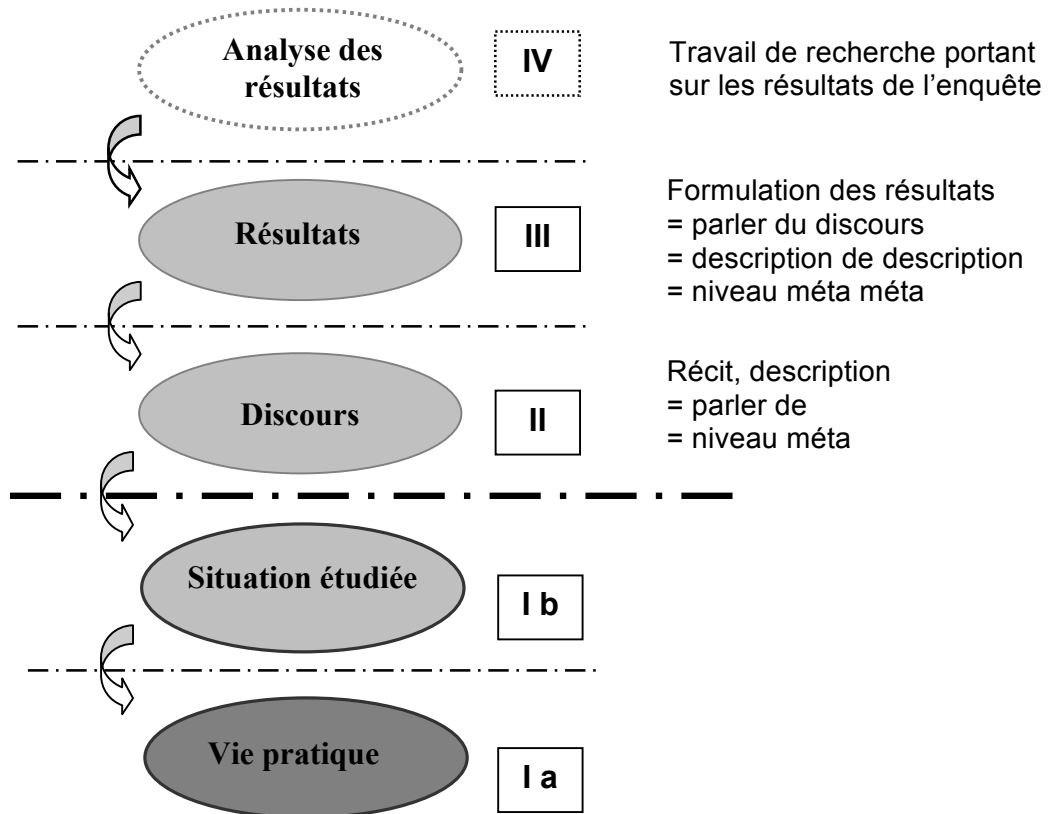 Analyse des
résultats
IV
Travail de recherche portant
sur les résultats de l’enquête
Résultats
III
Formulation des résultats
= parler du discours
= description de description
= niveau méta méta
Discours
II
Récit, description
= parler de
= niveau méta
Situation étudiée
I b
Vie pratique
I a